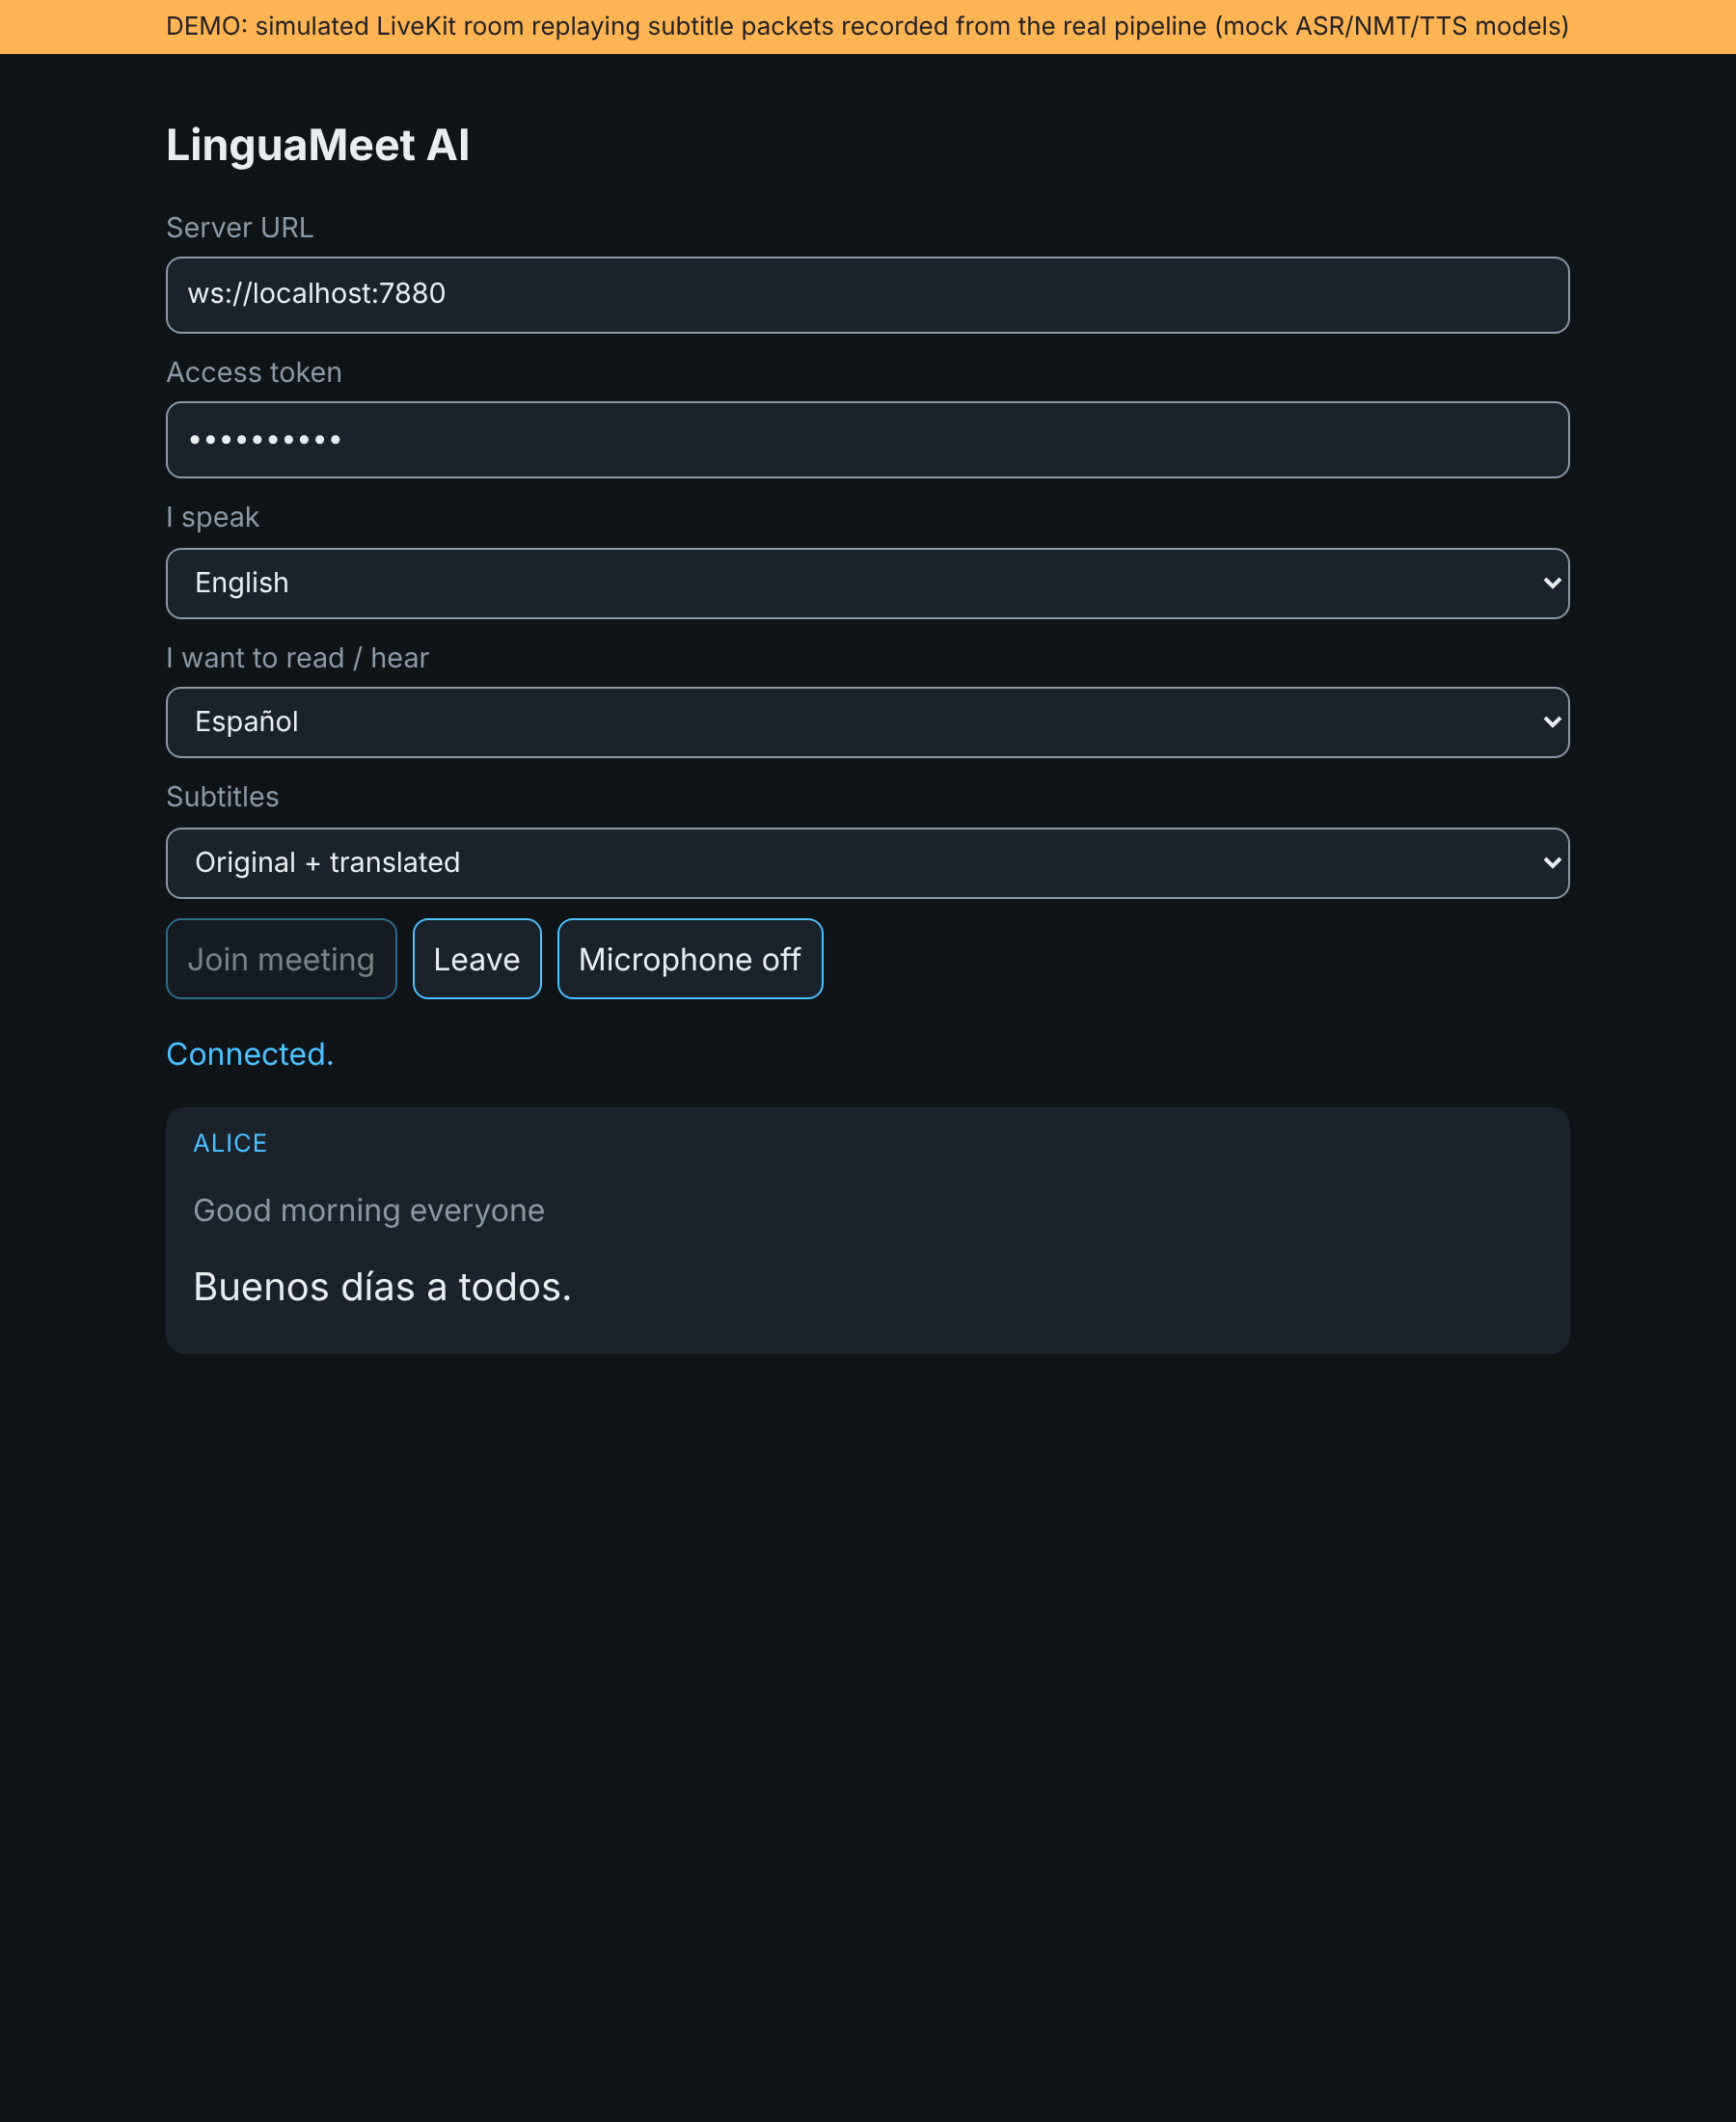 DEMO: simulated LiveKit room replaying subtitle packets recorded from the real pipeline (mock ASR/NMT/TTS models)
LinguaMeet AI
Server URL
ws://localhost:7880
Access token
••••••••••
I speak
English
I want to read / hear
Español
Subtitles
Original + translated
Join meeting Leave Microphone off
Connected.
ALICE
Good morning everyone
Buenos días a todos.